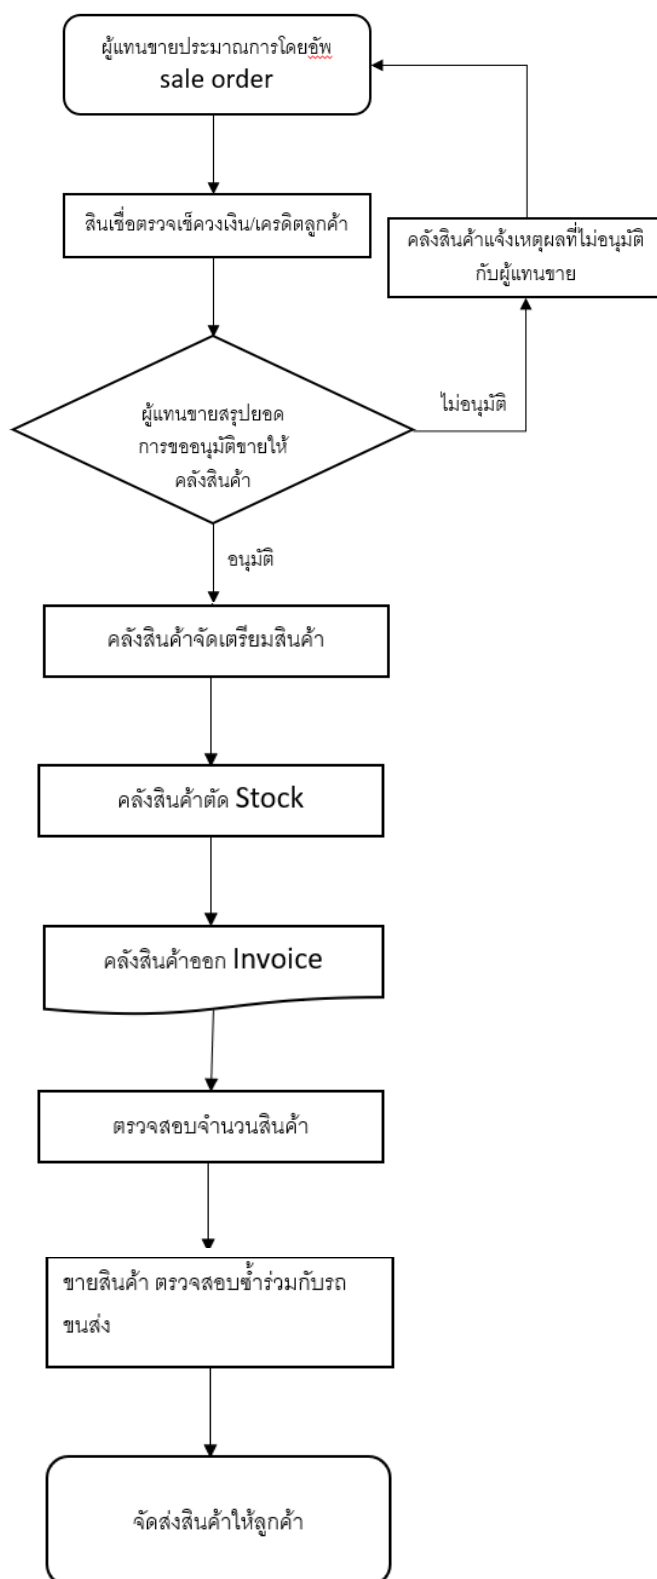 ผู้แทนขายประมาณการโดยอัพ
sale order
สินเชื่อตรวจเช็ควงเงิน/เครดิตลูกค้า
คลังสินค้าแจ้งเหตุผลที่ไม่อนุมัติ
กับผู้แทนขาย
ผู้แทนขายสรุปยอด
การขออนุมัติขายให้
คลังสินค้า
ไม่อนุมัติ
อนุมัติ
คลังสินค้าจัดเตรียมสินค้า
คลังสินค้าตัด Stock
คลังสินค้าออก Invoice
ตรวจสอบจำนวนสินค้า
ขายสินค้า ตรวจสอบซ้ำร่วมกับรถ
ขนส่ง
จัดส่งสินค้าให้ลูกค้า